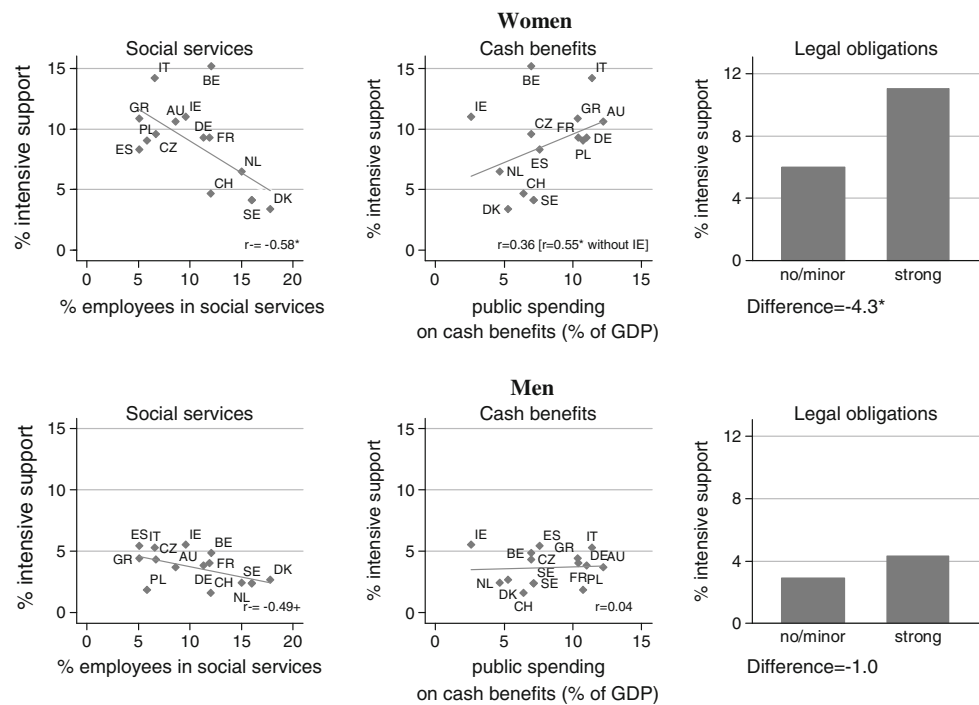 Women
Social services
% intensive support
15
10
5
0
IT
BE
GR
AU
IE
PL
DE
FR
ES
CZ
NL
CH
DK
SE
r-= -0.58*
0 5 10 15 20
% employees in social services
Cash benefits
% intensive support
15
10
5
0
BE
IT
IE
GR
AU
CZ
FR
DE
ES
PL
NL
CH
SE
DK
r=0.36 [r=0.55* without IE]
0 5 10 15
public spending
on cash benefits (% of GDP)
Legal obligations
% intensive support
12
8
4
0
no/minor strong
Difference=-4.3*
Men
Social services
% intensive support
15
10
5
0
ES
IT
IE
BE
CZ
GR
AU
FR
PL
DE
CH
SE
DK
NL
r-= -0.49+
0 5 10 15 20
% employees in social services
Cash benefits
% intensive support
15
10
5
0
IE
ES
IT
BE
GR
CZ
DE
AU
SE
NL
SE
FR
PL
DK
CH
r=0.04
0 5 10 15
public spending
on cash benefits (% of GDP)
Legal obligations
% intensive support
12
8
4
0
no/minor strong
Difference=-1.0